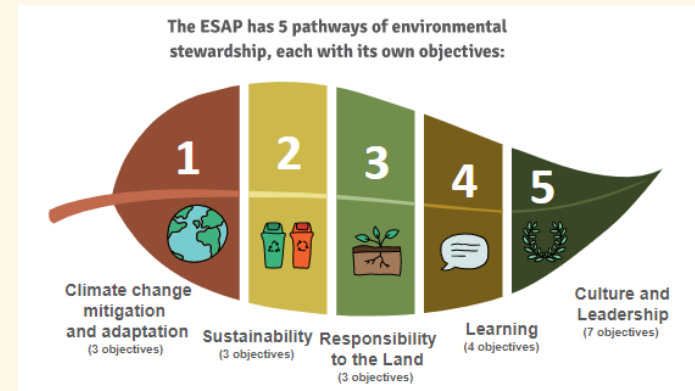 The ESAP has 5 pathways of environmental
stewardship, each with its own objectives:
1
2
3
4
5
Climate change
mitigation
and adaptation
(3 objectives)
Sustainability
(3 objectives)
Responsibility
to the Land
(3 objectives)
Learning
(4 objectives)
Culture and
Leadership
(7 objectives)